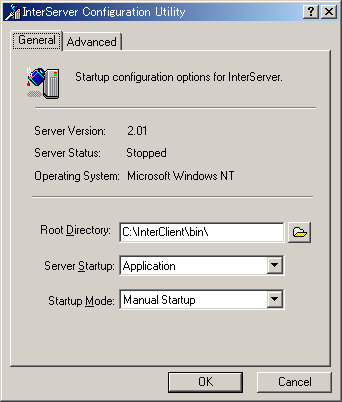 InterServer Configuration Utility
General Advanced
Startup configuration options for InterServer.
Server Version: 2.01
Server Status: Stopped
Operating System: Microsoft Windows NT
Root Directory: C:\InterClient\bin\
Server Startup: Application
Startup Mode: Manual Startup
OK Cancel